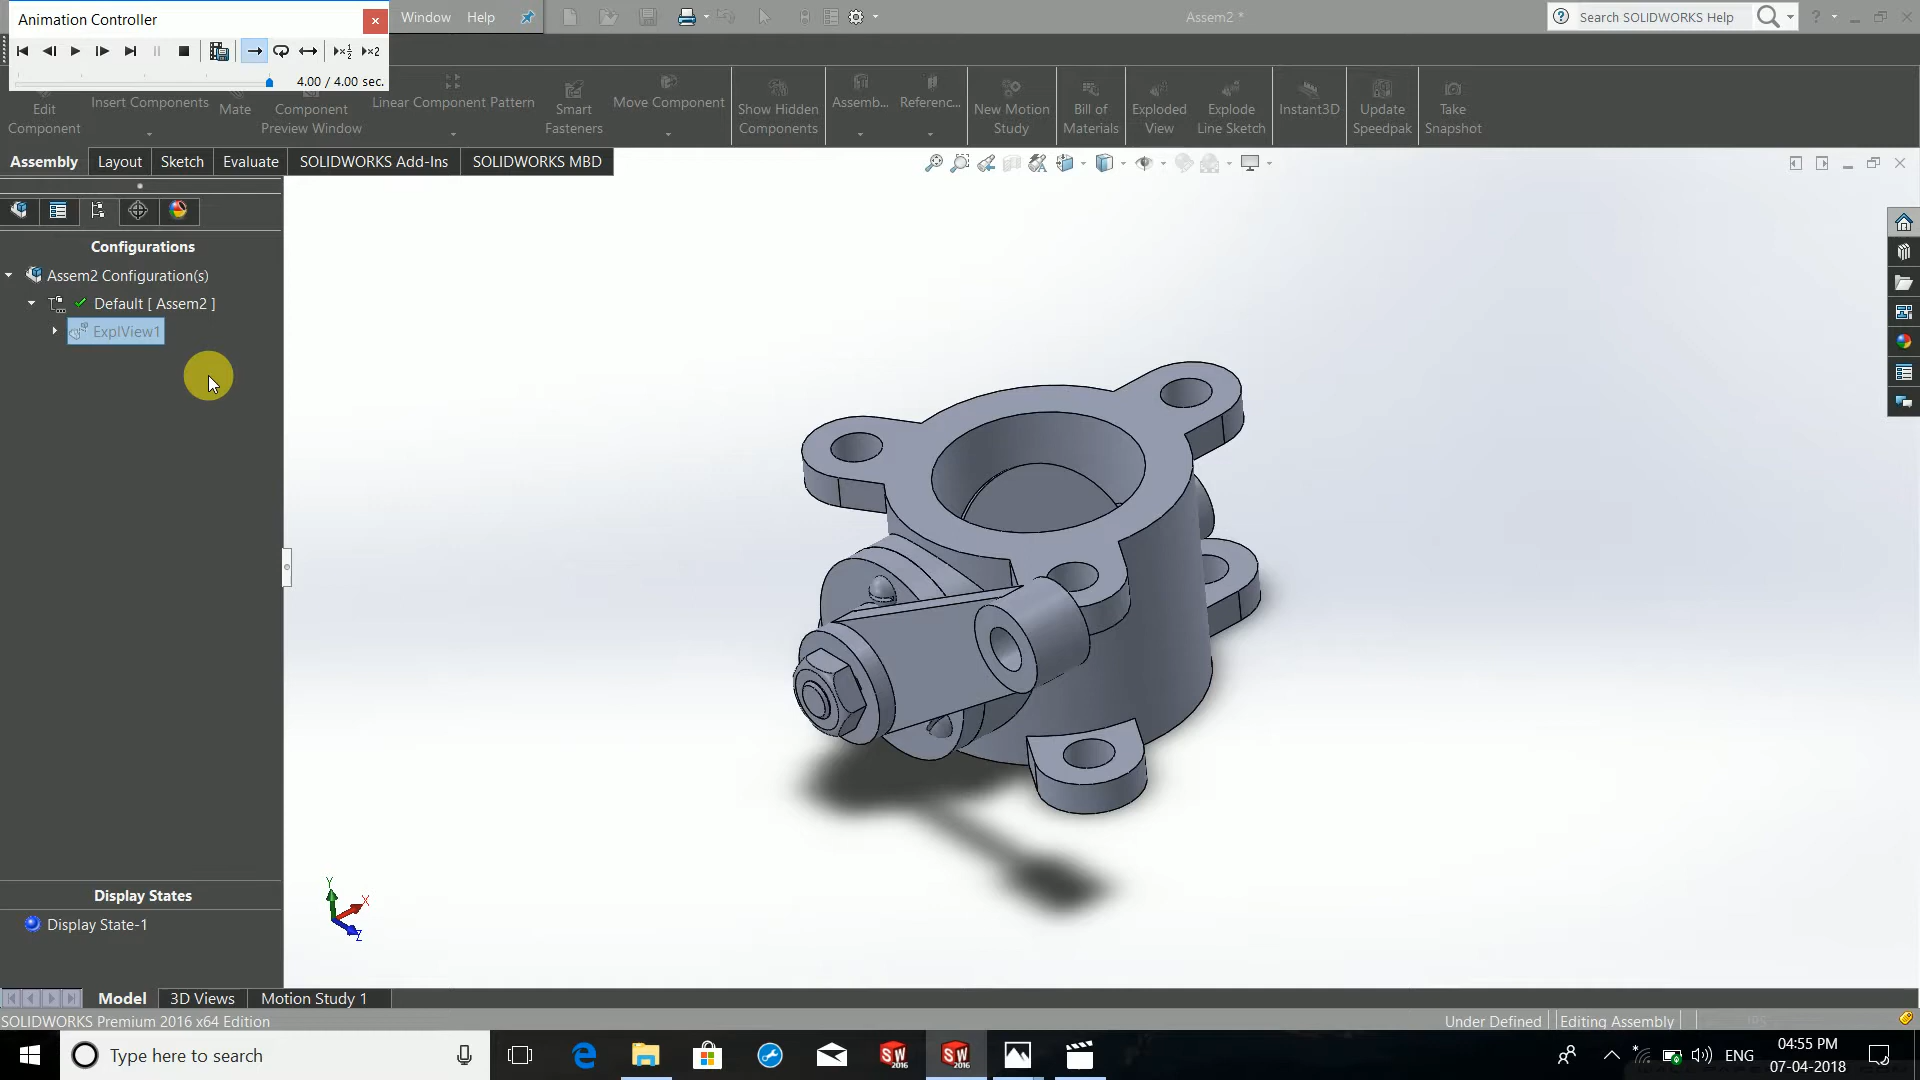 Animation Controller
Window Help
Assem2 *
Search SOLIDWORKS Help
4.00 / 4.00 sec.
Edit Component
Insert Components
Mate
Component Preview Window
Linear Component Pattern
Smart Fasteners
Move Component
Show Hidden Components
Assemb...
Referenc...
New Motion Study
Bill of Materials
Exploded View
Explode Line Sketch
Instant3D
Update Speedpak
Take Snapshot
Assembly Layout Sketch Evaluate SOLIDWORKS Add-Ins SOLIDWORKS MBD
Configurations
Assem2 Configuration(s)
Default [ Assem2 ]
ExplView1
Y
X
Z
Display States
Display State-1
Model 3D Views Motion Study 1
SOLIDWORKS Premium 2016 x64 Edition
Under Defined Editing Assembly
Type here to search
SW 2016
SW 2016
ENG
04:55 PM
07-04-2018